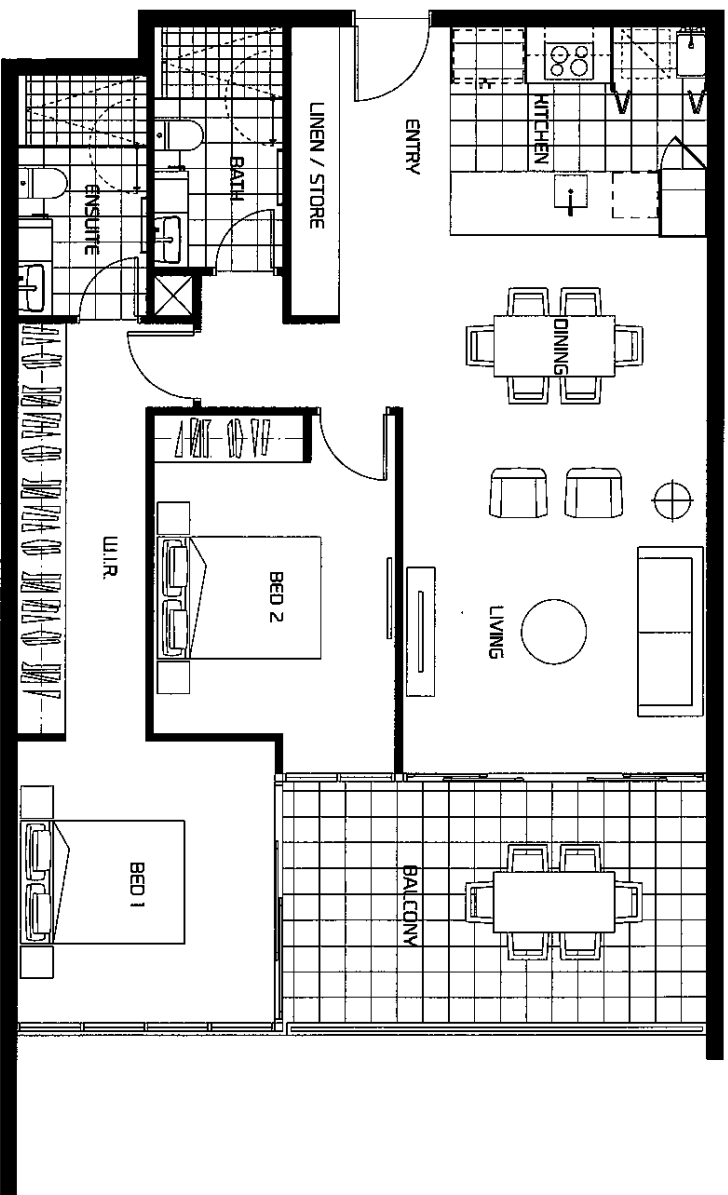 KITCHEN
ENTRY
LINEN / STORE
BATH
ENSUITE
DINING
LIVING
BED 2
W.I.R.
BALCONY
BED 1